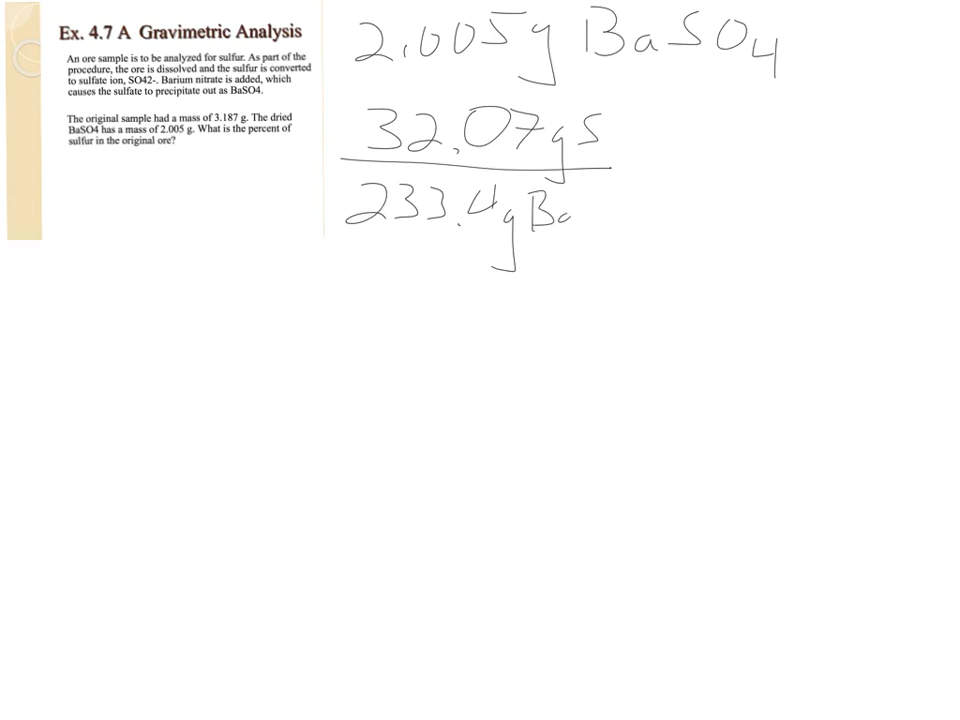 Ex. 4.7 A Gravimetric Analysis
An ore sample is to be analyzed for sulfur. As part of the
procedure, the ore is dissolved and the sulfur is converted
to sulfate ion, SO42-. Barium nitrate is added, which
causes the sulfate to precipitate out as BaSO4.
The original sample had a mass of 3.187 g. The dried
BaSO4 has a mass of 2.005 g. What is the percent of
sulfur in the original ore?
2.005g BaSO4
32.07gS
233.4g Ba